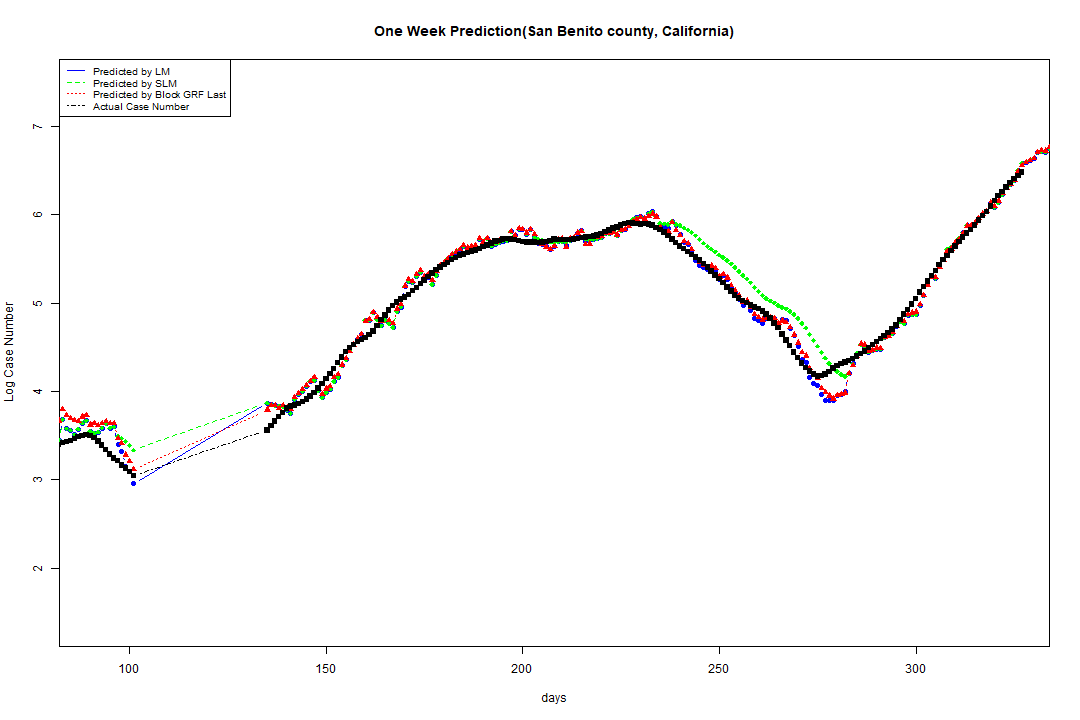 One Week Prediction(San Benito county, California)
Predicted by LM
Predicted by SLM
Predicted by Block GRF Last
Actual Case Number
7
6
5
4
3
2
Log Case Number
100
150
200
250
300
days